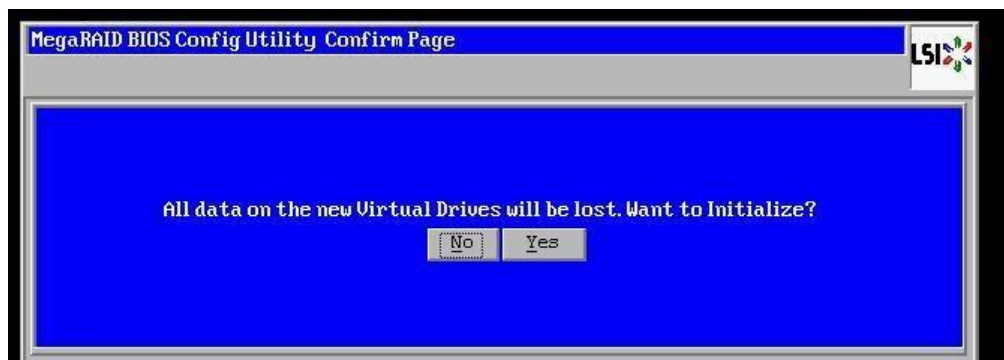 MegaRAID BIOS Config Utility Confirm Page
LSI
All data on the new Virtual Drives will be lost. Want to Initialize?
No Yes